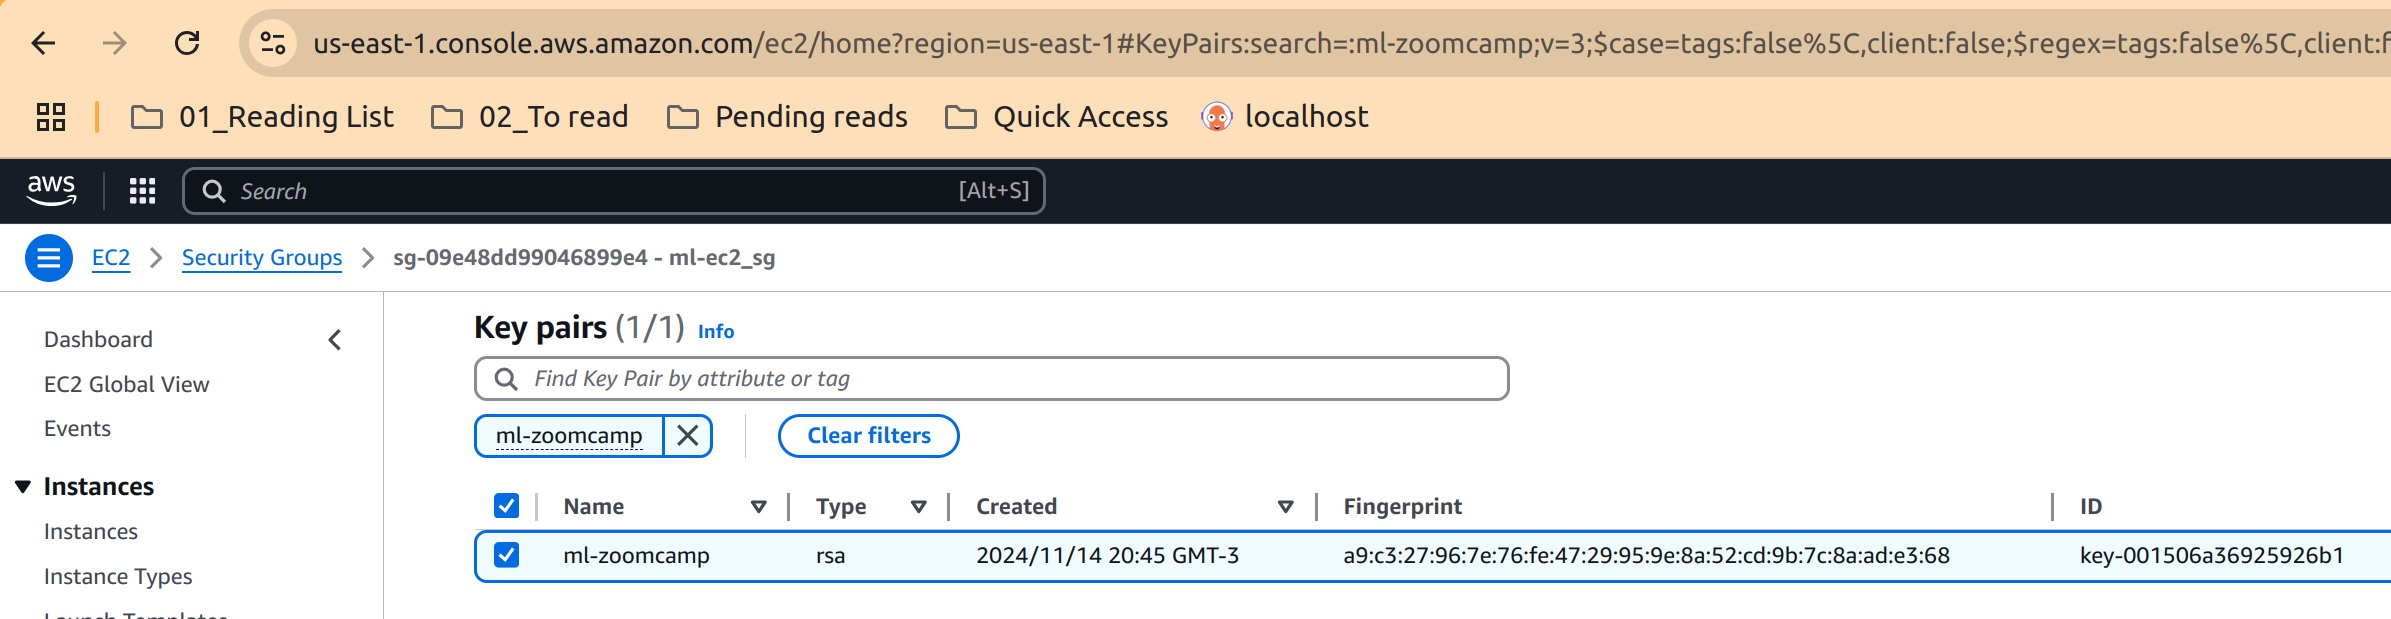 us-east-1.console.aws.amazon.com/ec2/home?region=us-east-1#KeyPairs:search=:ml-zoomcamp;v=3;$case=tags:false%5C,client:false;$regex=tags:false%5C,client:f
01_Reading List 02_To read Pending reads Quick Access localhost
aws Search [Alt+S]
EC2 Security Groups sg-09e48dd99046899e4 - ml-ec2_sg
Dashboard
EC2 Global View
Events
Instances
Instances
Instance Types
Launch Templates
Key pairs (1/1) Info
Find Key Pair by attribute or tag
ml-zoomcamp Clear filters
Name Type Created Fingerprint ID
ml-zoomcamp rsa 2024/11/14 20:45 GMT-3 a9:c3:27:96:7e:76:fe:47:29:95:9e:8a:52:cd:9b:7c:8a:ad:e3:68 key-001506a36925926b1